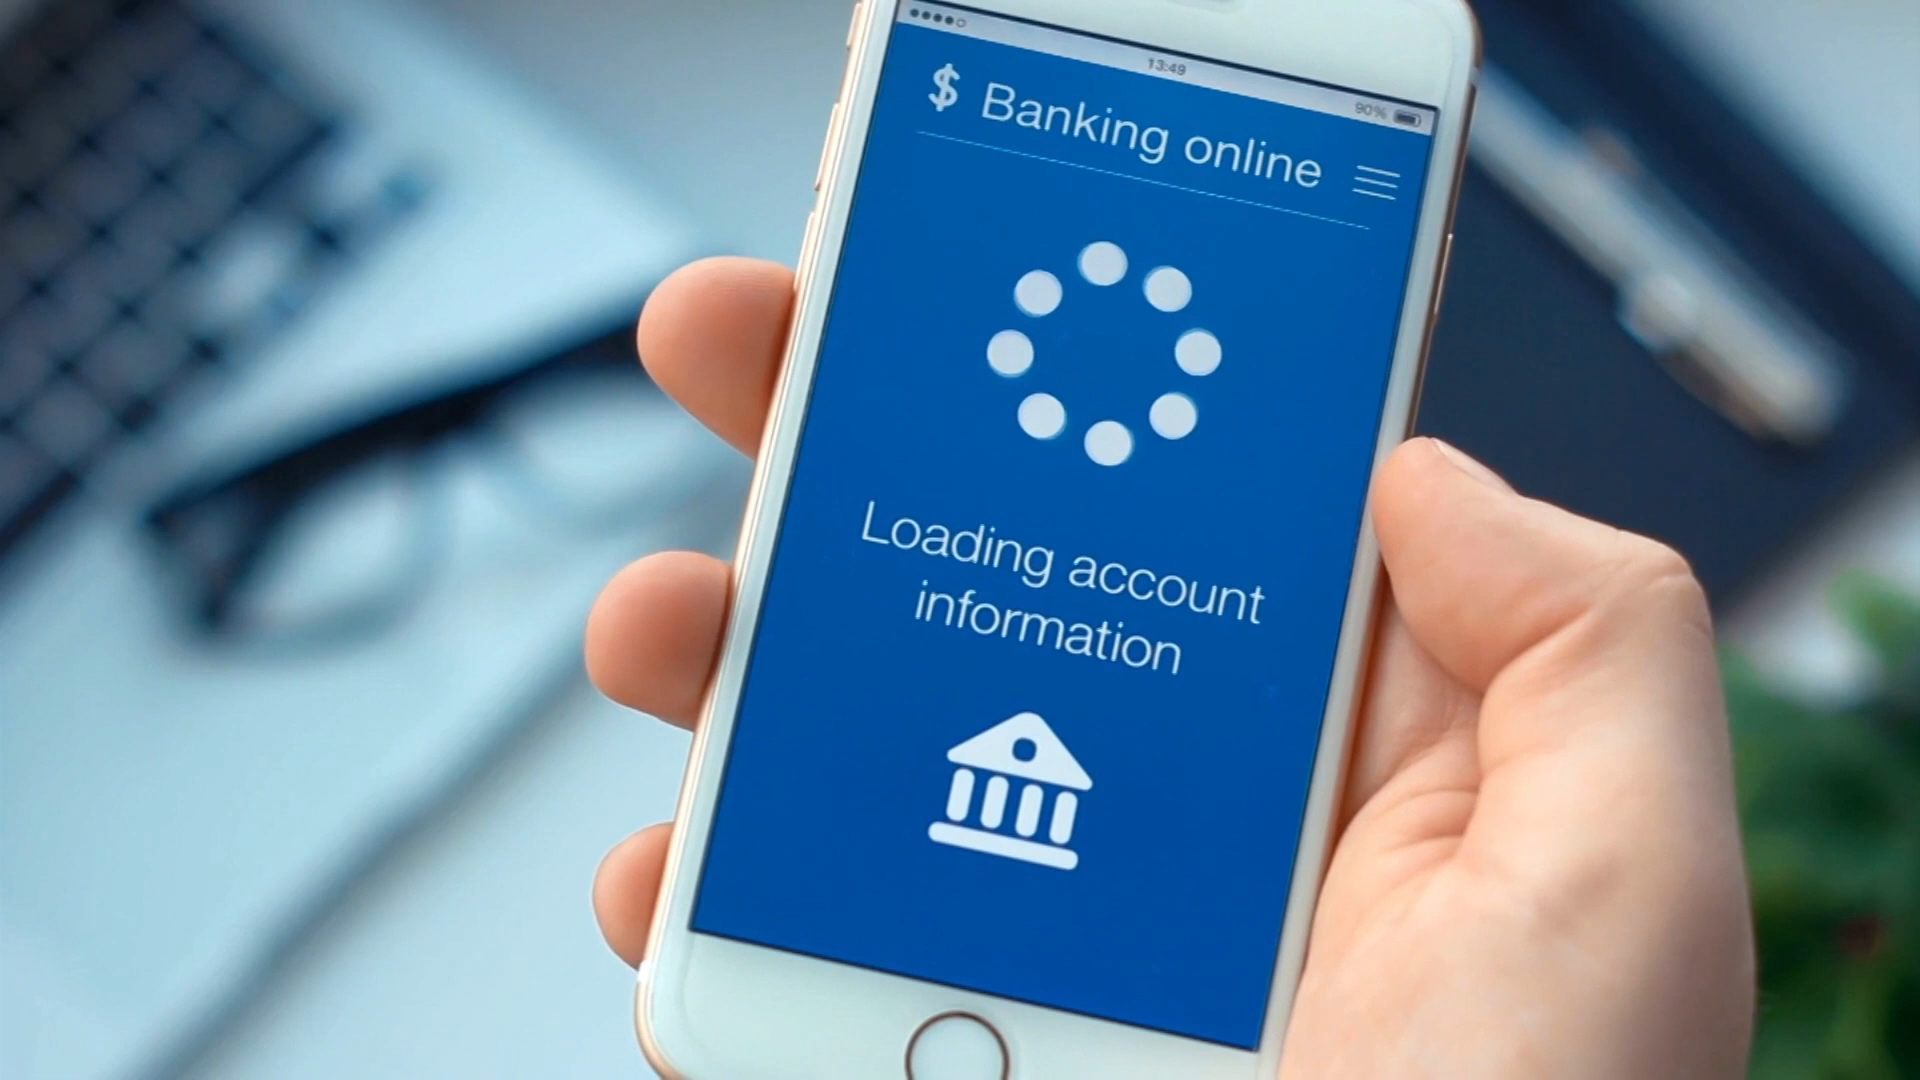 13:49
90%
$ Banking online
Loading account
information